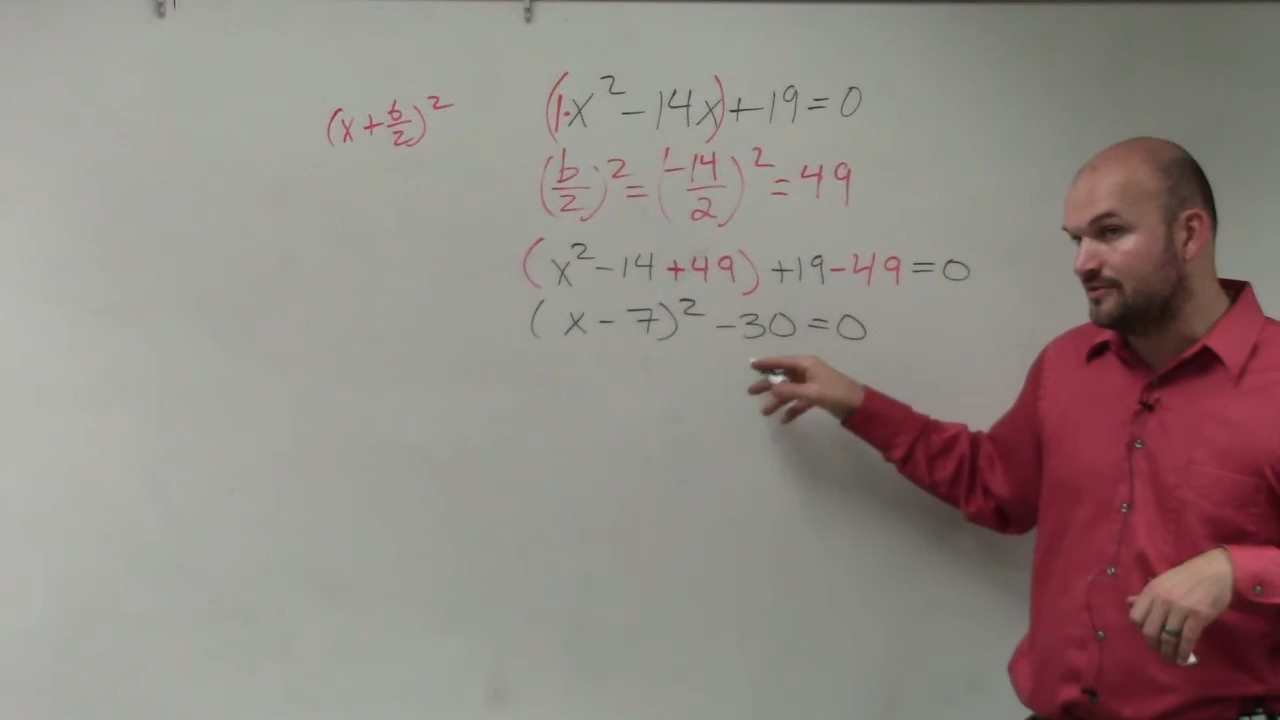 (x + b/2)²
(1·x² - 14x) + 19 = 0
(b/2)² = (-14/2)² = 49
(x² - 14 + 49) + 19 - 49 = 0
(x - 7)² - 30 = 0